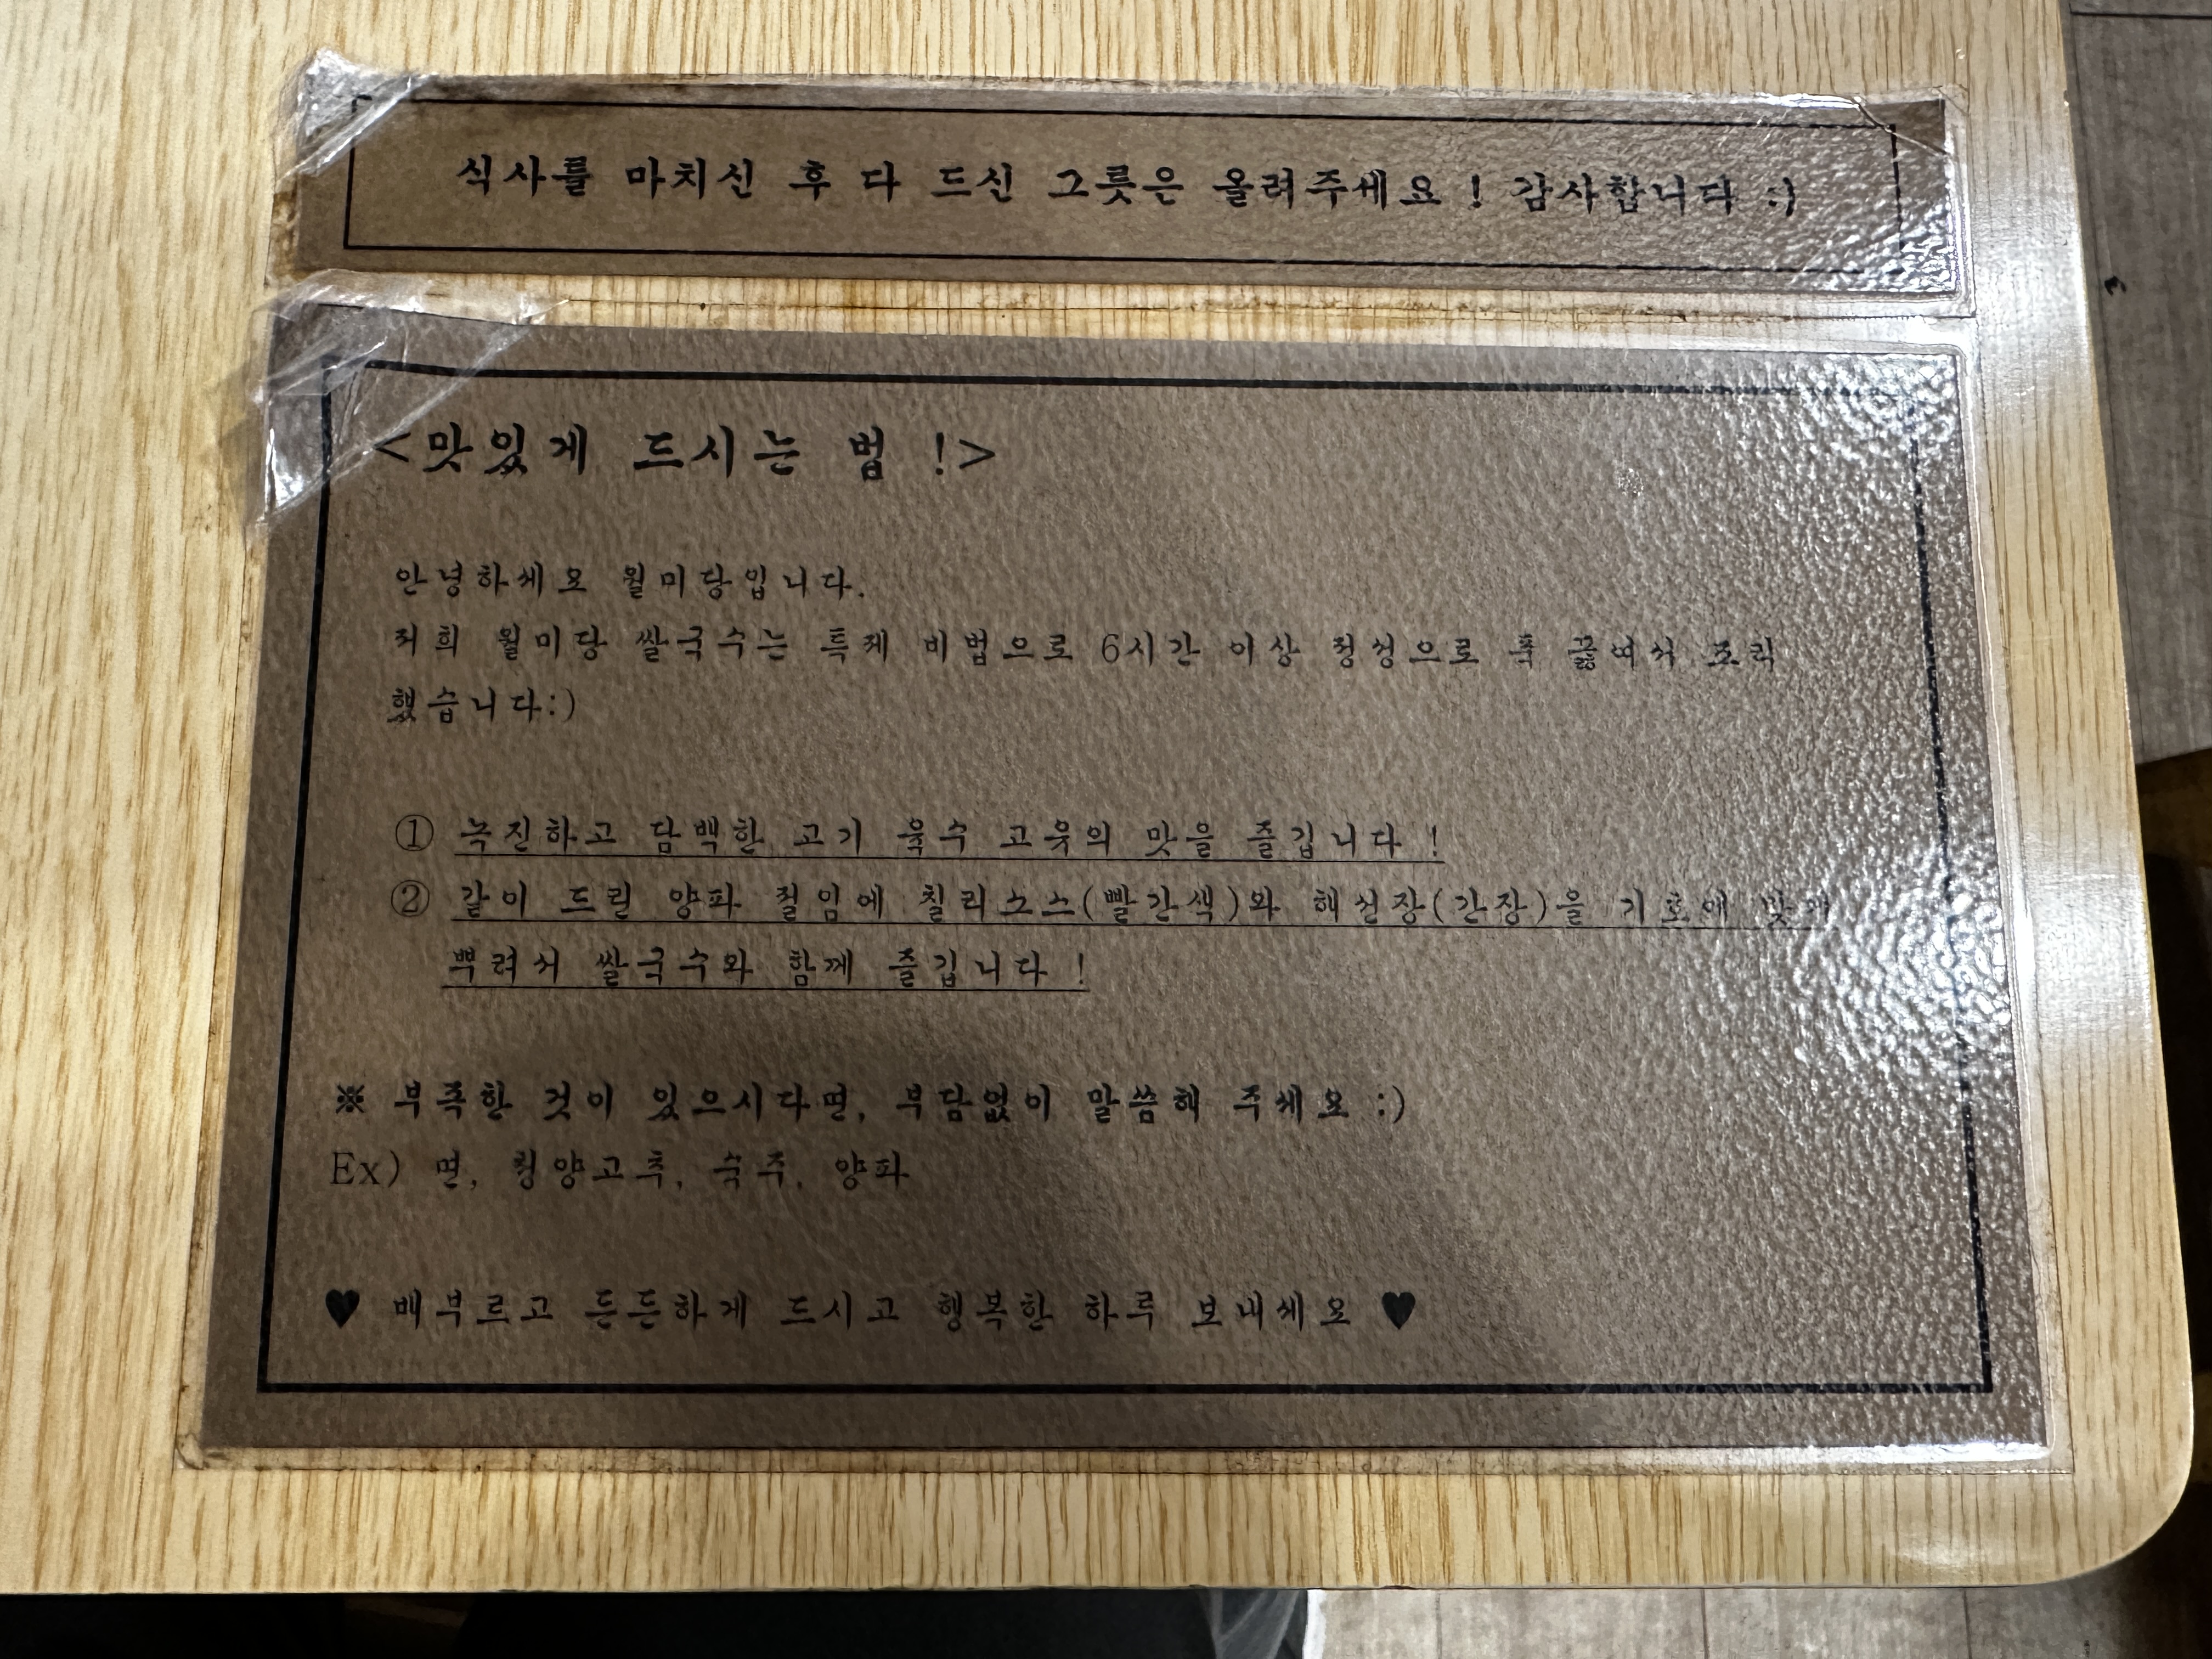 식사를 마치신 후 다 드신 그릇은 올려주세요 ! 감사합니다 :)
<맛있게 드시는 법 !>
안녕하세요 월미당입니다.
저희 월미당 쌀국수는 특제 비법으로 6시간 이상 정성으로 푹 끓여서 조리
했습니다:)
① 녹진하고 담백한 고기 육수 고유의 맛을 즐깁니다 !
② 같이 드린 양파 절임에 칠리소스(빨간색)와 해선장(간장)을 기호에 맞게
뿌려서 쌀국수와 함께 즐깁니다 !
※ 부족한 것이 있으시다면, 부담없이 말씀해 주세요 :)
Ex) 면, 청양고추, 숙주, 양파
♥ 배부르고 든든하게 드시고 행복한 하루 보내세요 ♥